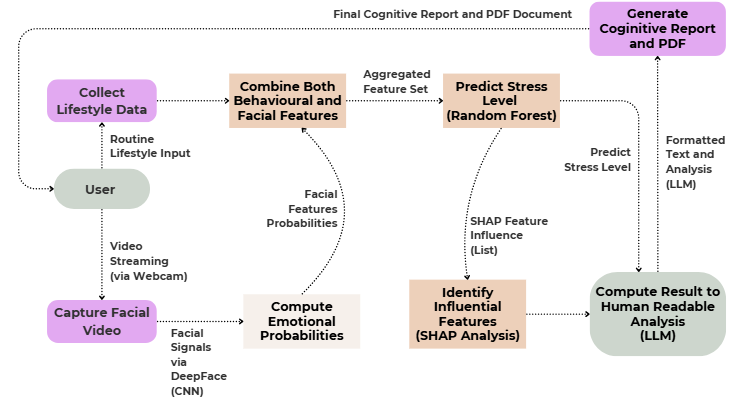 Final Cognitive Report and PDF Document
Generate
Coginitive Report
and PDF
Collect
Lifestyle Data
Combine Both
Behavioural and
Facial Features
Aggregated
Feature Set
Predict Stress
Level
(Random Forest)
Routine
Lifestyle Input
Predict
Stress Level
Formatted
Text and
Analysis
(LLM)
User
Facial
Features
Probabilities
SHAP Feature
Influence
(List)
Video
Streaming
(via Webcam)
Capture Facial
Video
Facial
Signals
via
DeepFace
(CNN)
Compute
Emotional
Probabilities
Identify
Influential
Features
(SHAP Analysis)
Compute Result to
Human Readable
Analysis
(LLM)